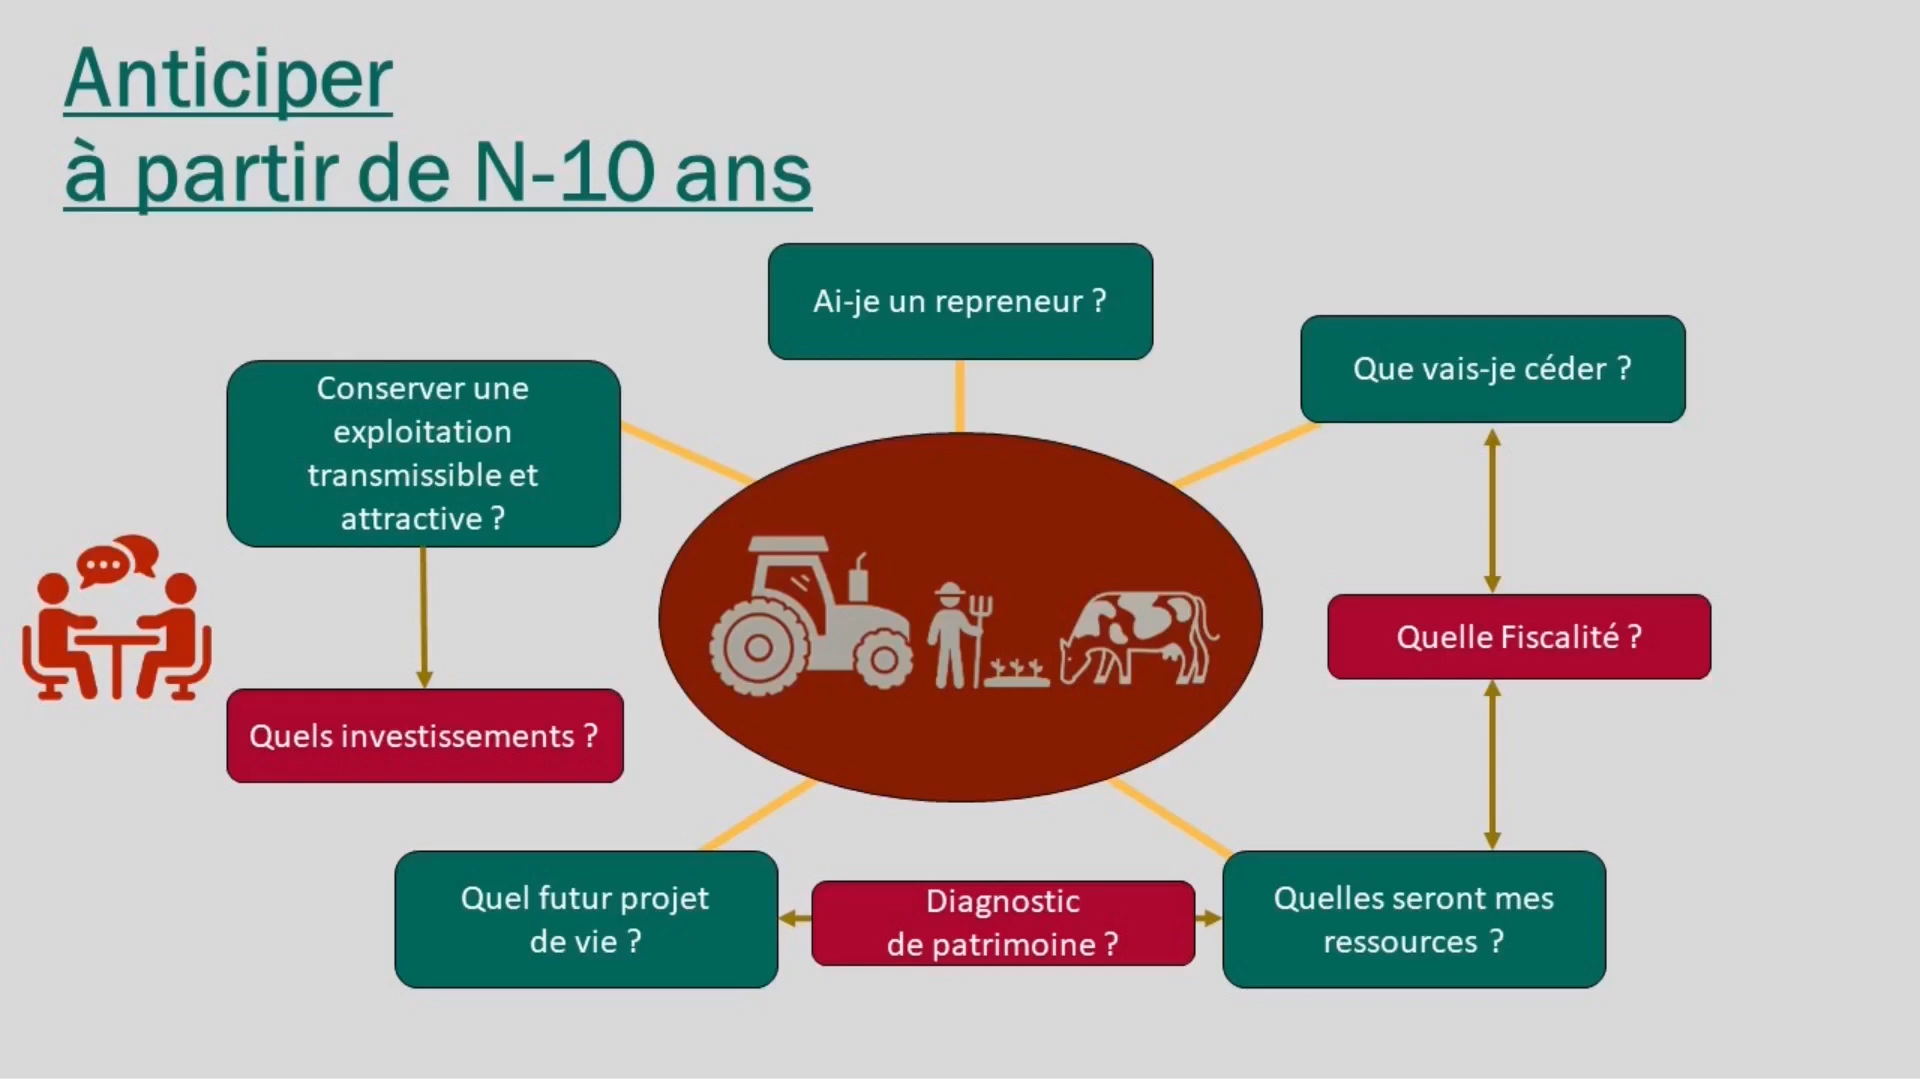 Anticiper
à partir de N-10 ans
Ai-je un repreneur ?
Que vais-je céder ?
Conserver une
exploitation
transmissible et
attractive ?
Quelle Fiscalité ?
Quels investissements ?
Quel futur projet
de vie ?
Diagnostic
de patrimoine ?
Quelles seront mes
ressources ?